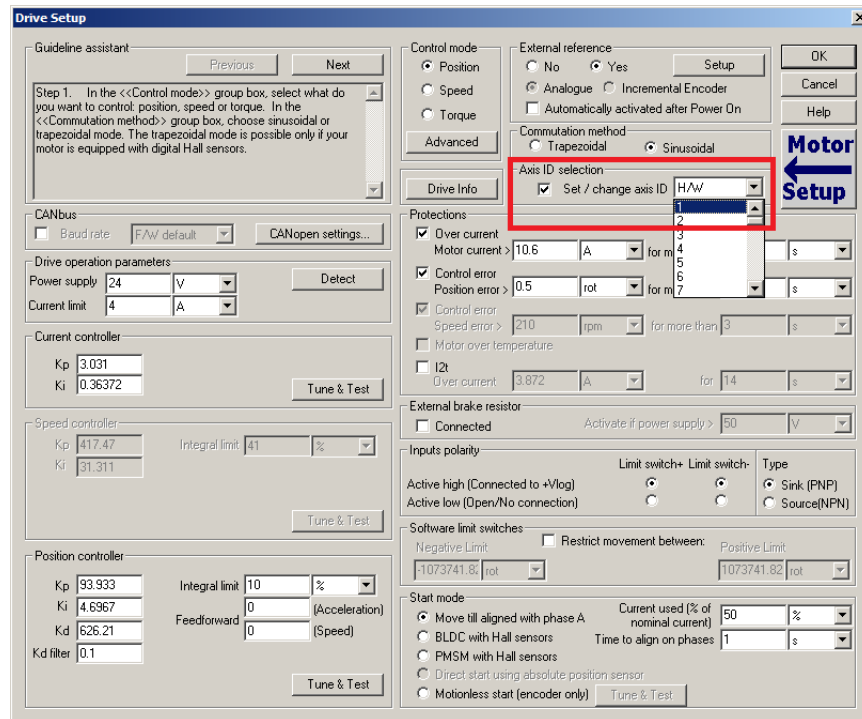 Drive Setup
Guideline assistant
Previous
Next
Step 1. In the <<Control mode>> group box, select what do
you want to control: position, speed or torque. In the
<<Commutation method>> group box, choose sinusoidal or
trapezoidal mode. The trapezoidal mode is possible only if your
motor is equipped with digital Hall sensors.
CANbus
Baud rate F/W default CANopen settings...
Drive operation parameters
Power supply 24 V Detect
Current limit 4 A
Current controller
Kp 3.031
Ki 0.36372 Tune & Test
Speed controller
Kp 417.47 Integral limit 41 %
Ki 31.311
Tune & Test
Position controller
Kp 93.933 Integral limit 10 %
Ki 4.6967 Feedforward 0 (Acceleration)
Kd 626.21 0 (Speed)
Kd filter 0.1
Tune & Test
Control mode
Position
Speed
Torque
Advanced
Drive Info
External reference
No Yes Setup
Analogue Incremental Encoder
Automatically activated after Power On
Commutation method
Trapezoidal Sinusoidal
Axis ID selection
Set / change axis ID H/W
1
2
3
4
5
6
7
OK
Cancel
Help
Motor
Setup
Protections
Over current
Motor current > 10.6 A for m s
Control error
Position error > 0.5 rot for m s
Control error
Speed error > 210 rpm for more than 3 s
Motor over temperature
I2t
Over current 3.872 A for 14 s
External brake resistor
Connected Activate if power supply > 50 V
Inputs polarity
Limit switch+ Limit switch- Type
Active high (Connected to +Vlog) Sink (PNP)
Active low (Open/No connection) Source(NPN)
Software limit switches
Restrict movement between:
Negative Limit Positive Limit
-1073741.82 rot 1073741.82 rot
Start mode
Move till aligned with phase A Current used (% of nominal current) 50 %
BLDC with Hall sensors Time to align on phases 1 s
PMSM with Hall sensors
Direct start using absolute position sensor
Motionless start (encoder only) Tune & Test